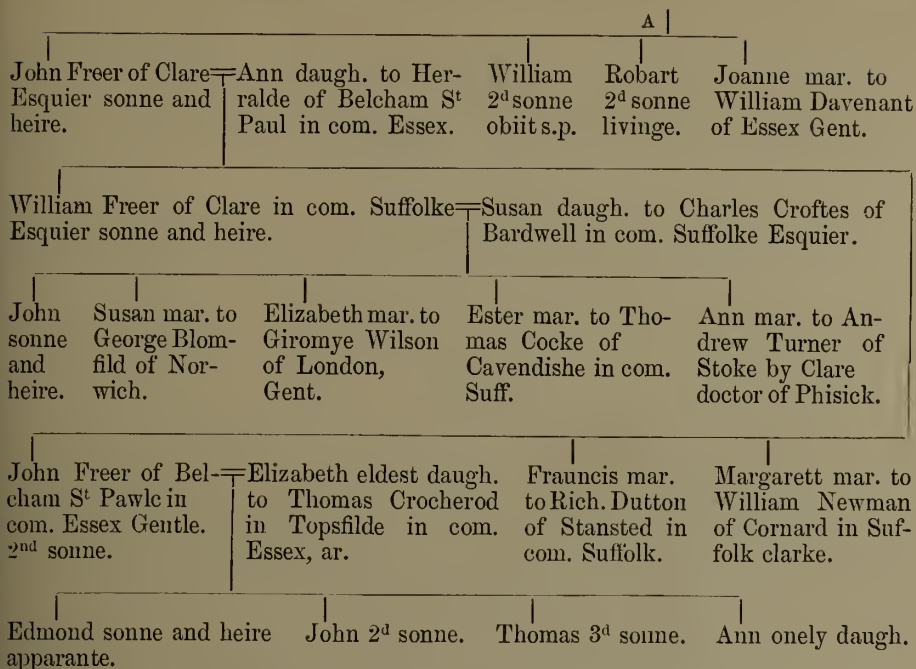 A
John Freer of Clare
Esquier sonne and
heire.
Ann daugh. to Her-
ralde of Belcham St
Paul in com. Essex.
William
2d sonne
obiit s.p.
Robart
2d sonne
livinge.
Joanne mar. to
William Davenant
of Essex Gent.
William Freer of Clare in com. Suffolke
Esquier sonne and heire.
Susan daugh. to Charles Croftes of
Bardwell in com. Suffolke Esquier.
John
sonne
and
heire.
Susan mar. to
George Blom-
fild of Nor-
wich.
Elizabeth mar. to
Giromye Wilson
of London,
Gent.
Ester mar. to Tho-
mas Cocke of
Cavendishe in com.
Suff.
Ann mar. to An-
drew Turner of
Stoke by Clare
doctor of Phisick.
John Freer of Bel-
cham St Pawle in
com. Essex Gentle.
2nd sonne.
Elizabeth eldest daugh.
to Thomas Crocherod
in Topsfilde in com.
Essex, ar.
Frauncis mar.
to Rich. Dutton
of Stansted in
com. Suffolk.
Margarett mar. to
William Newman
of Cornard in Suf-
folk clarke.
Edmond sonne and heire
apparante.
John 2d sonne.
Thomas 3d sonne.
Ann onely daugh.